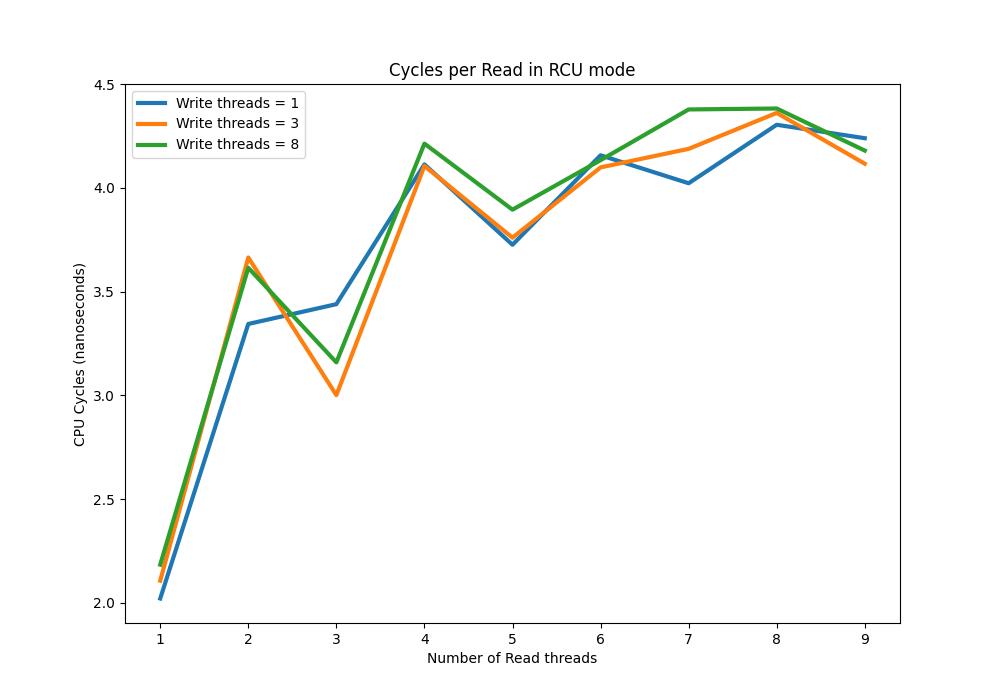 Cycles per Read in RCU mode
Write threads = 1
Write threads = 3
Write threads = 8
CPU Cycles (nanoseconds)
4.5
4.0
3.5
3.0
2.5
2.0
1 2 3 4 5 6 7 8 9
Number of Read threads